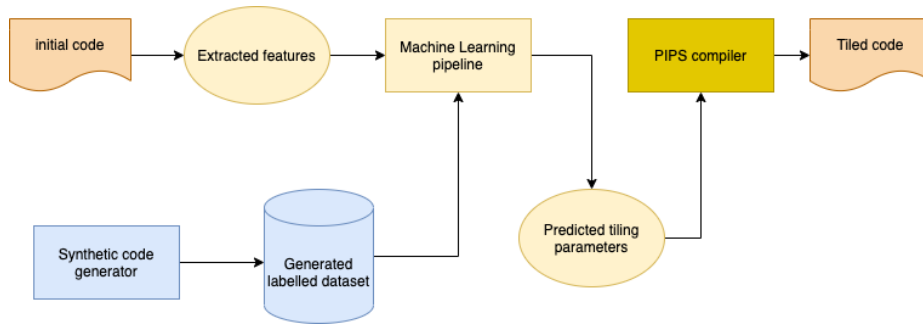 initial code
Extracted features
Machine Learning
pipeline
PIPS compiler
Tiled code
Synthetic code
generator
Generated
labelled dataset
Predicted tiling
parameters